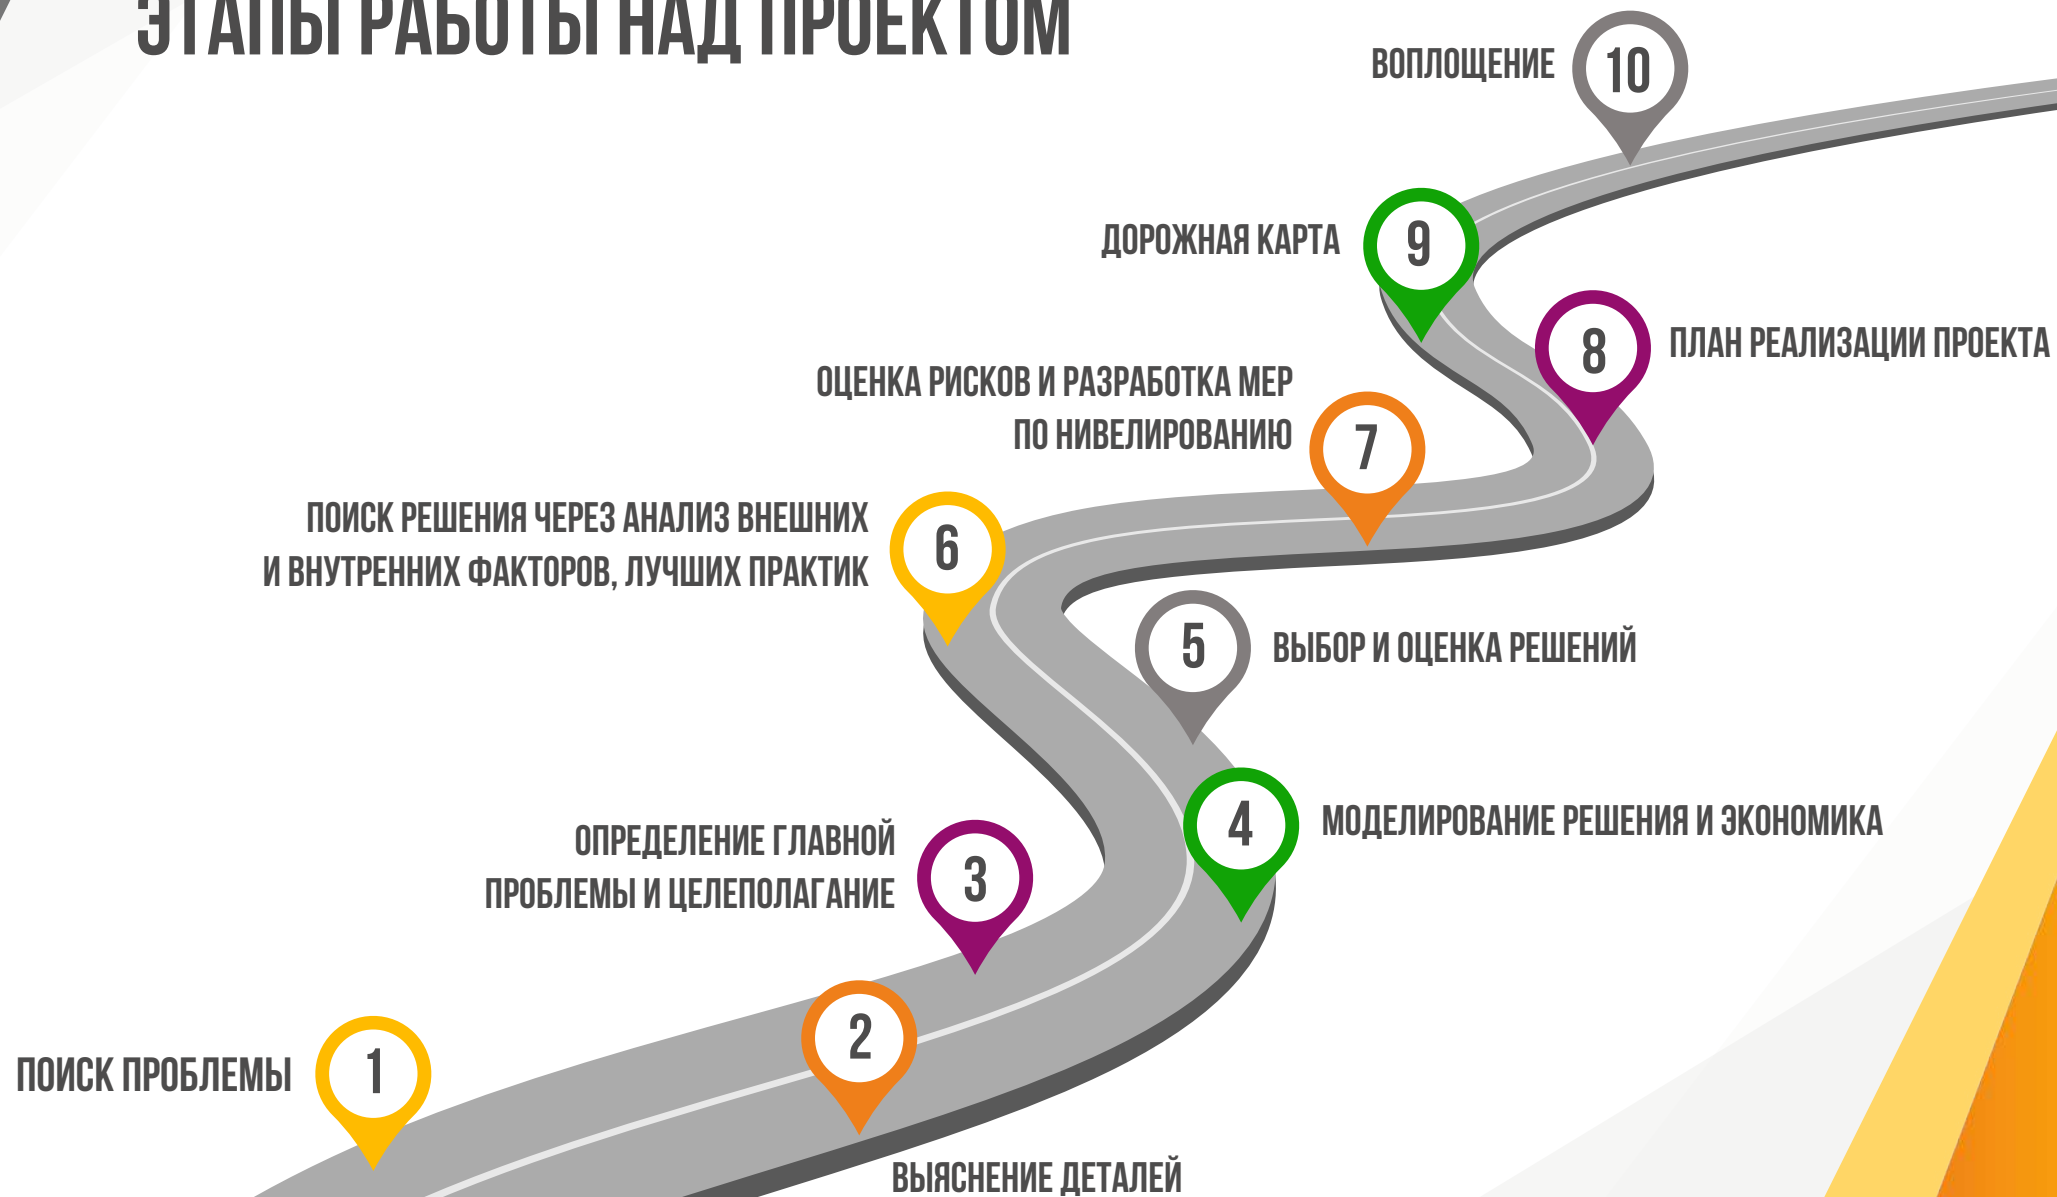 ЭТАПЫ РАБОТЫ НАД ПРОЕКТОМ
ВОПЛОЩЕНИЕ
10
ДОРОЖНАЯ КАРТА
9
8
ПЛАН РЕАЛИЗАЦИИ ПРОЕКТА
ОЦЕНКА РИСКОВ И РАЗРАБОТКА МЕР
ПО НИВЕЛИРОВАНИЮ
7
ПОИСК РЕШЕНИЯ ЧЕРЕЗ АНАЛИЗ ВНЕШНИХ
И ВНУТРЕННИХ ФАКТОРОВ, ЛУЧШИХ ПРАКТИК
6
5
ВЫБОР И ОЦЕНКА РЕШЕНИЙ
4
МОДЕЛИРОВАНИЕ РЕШЕНИЯ И ЭКОНОМИКА
ОПРЕДЕЛЕНИЕ ГЛАВНОЙ
ПРОБЛЕМЫ И ЦЕЛЕПОЛАГАНИЕ
3
2
ПОИСК ПРОБЛЕМЫ
1
ВЫЯСНЕНИЕ ДЕТАЛЕЙ